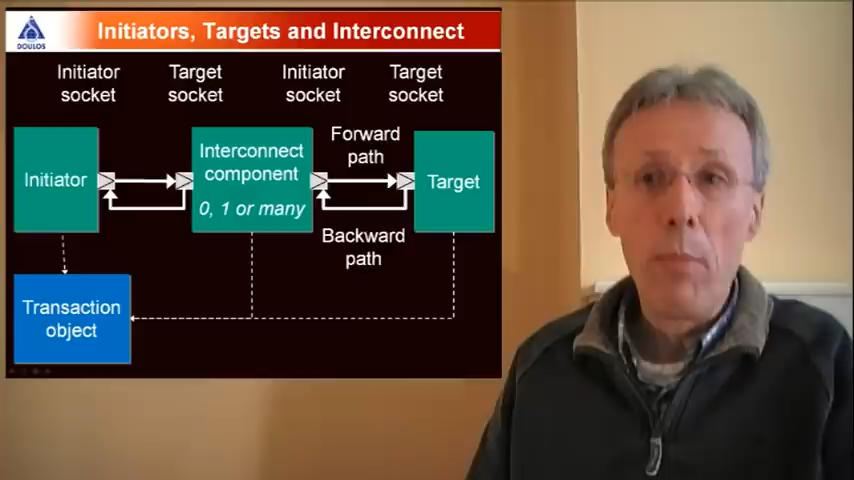 DOULOS
Initiators, Targets and Interconnect
Initiator
socket
Target
socket
Initiator
socket
Target
socket
Initiator
Interconnect
component
0, 1 or many
Forward
path
Target
Backward
path
Transaction
object